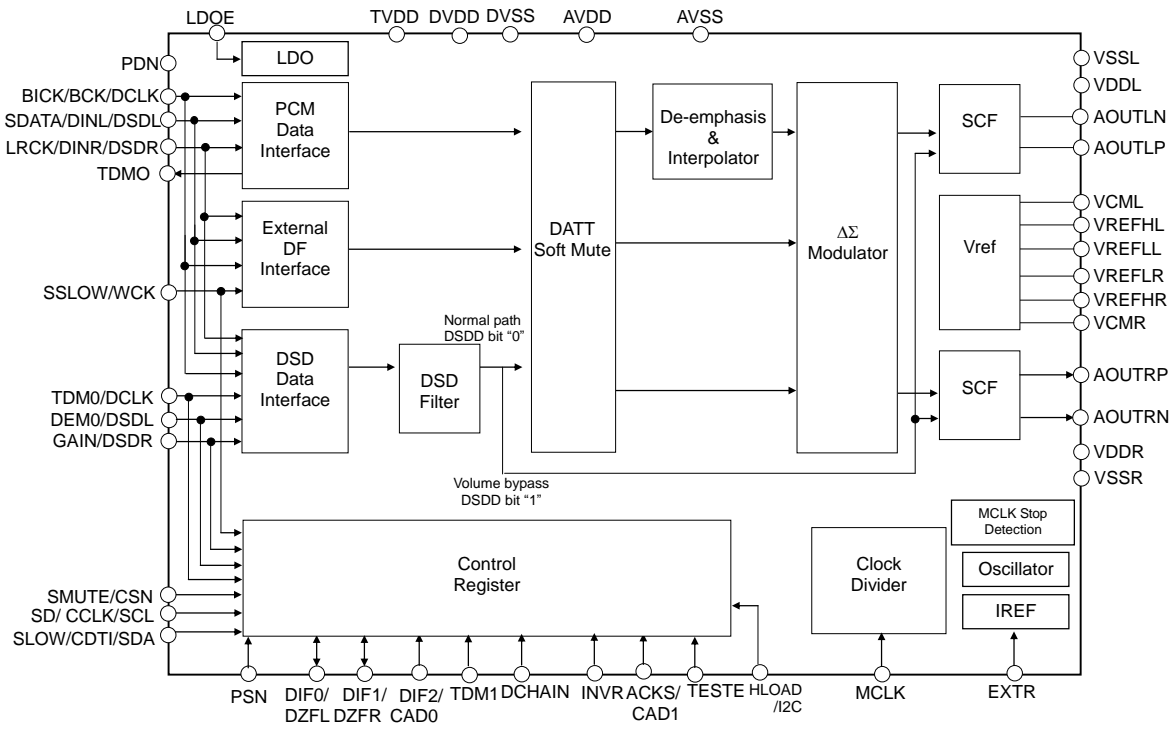 LDOE
TVDD
DVDD
DVSS
AVDD
AVSS
PDN
LDO
VSSL
VDDL
BICK/BCK/DCLK
SDATA/DINL/DSDL
LRCK/DINR/DSDR
TDMO
PCM
Data
Interface
De-emphasis
&
Interpolator
SCF
AOUTLN
AOUTLP
External
DF
Interface
DATT
Soft Mute
ΔΣ
Modulator
Vref
VCML
VREFHL
VREFLL
VREFLR
VREFHR
VCMR
SSLOW/WCK
Normal path
DSDD bit “0”
DSD
Data
Interface
DSD
Filter
SCF
AOUTRP
AOUTRN
TDM0/DCLK
DEM0/DSDL
GAIN/DSDR
VDDR
VSSR
Volume bypass
DSDD bit “1”
MCLK Stop
Detection
Control
Register
Clock
Divider
Oscillator
IREF
SMUTE/CSN
SD/ CCLK/SCL
SLOW/CDTI/SDA
PSN
DIF0/
DZFL
DIF1/
DZFR
DIF2/
CAD0
TDM1
DCHAIN
INVR
ACKS/
CAD1
TESTE
HLOAD
/I2C
MCLK
EXTR